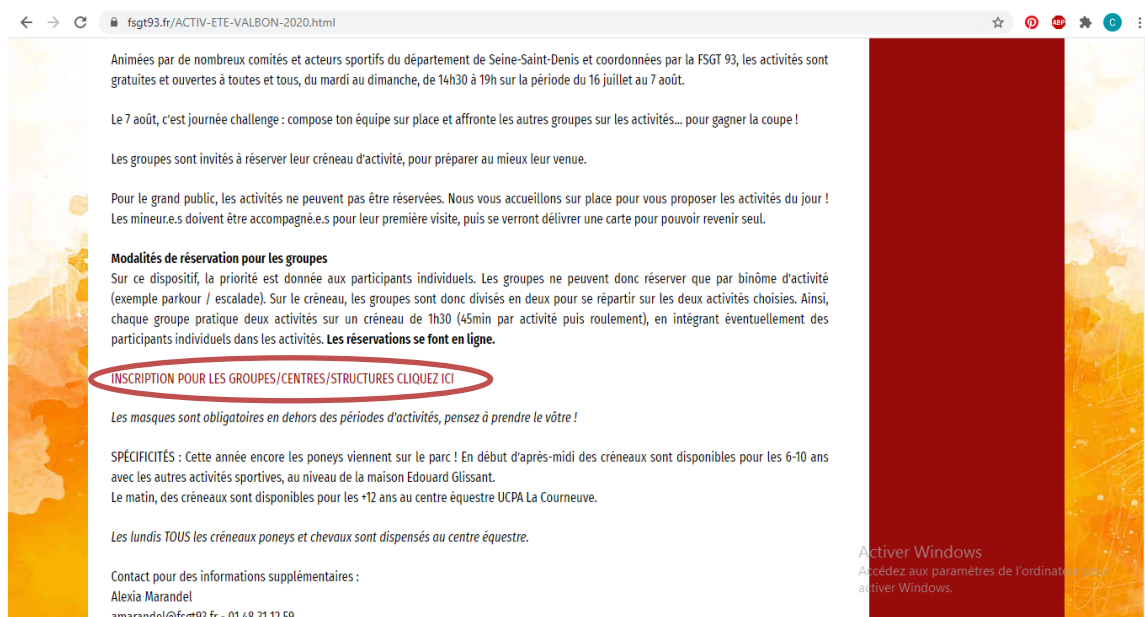 fsgt93.fr/ACTIV-ETE-VALBON-2020.html
ABP
C
Animées par de nombreux comités et acteurs sportifs du département de Seine-Saint-Denis et coordonnées par la FSGT 93, les activités sont
gratuites et ouvertes à toutes et tous, du mardi au dimanche, de 14h30 à 19h sur la période du 16 juillet au 7 août.
Le 7 août, c'est journée challenge : compose ton équipe sur place et affronte les autres groupes sur les activités... pour gagner la coupe !
Les groupes sont invités à réserver leur créneau d'activité, pour préparer au mieux leur venue.
Pour le grand public, les activités ne peuvent pas être réservées. Nous vous accueillons sur place pour vous proposer les activités du jour !
Les mineur.e.s doivent être accompagné.e.s pour leur première visite, puis se verront délivrer une carte pour pouvoir revenir seul.
Modalités de réservation pour les groupes
Sur ce dispositif, la priorité est donnée aux participants individuels. Les groupes ne peuvent donc réserver que par binôme d'activité
(exemple parkour / escalade). Sur le créneau, les groupes sont donc divisés en deux pour se répartir sur les deux activités choisies. Ainsi,
chaque groupe pratique deux activités sur un créneau de 1h30 (45min par activité puis roulement), en intégrant éventuellement des
participants individuels dans les activités. Les réservations se font en ligne.
INSCRIPTION POUR LES GROUPES/CENTRES/STRUCTURES CLIQUEZ ICI
Les masques sont obligatoires en dehors des périodes d'activités, pensez à prendre le vôtre !
SPÉCIFICITÉS : Cette année encore les poneys viennent sur le parc ! En début d'après-midi des créneaux sont disponibles pour les 6-10 ans
avec les autres activités sportives, au niveau de la maison Edouard Glissant.
Le matin, des créneaux sont disponibles pour les +12 ans au centre équestre UCPA La Courneuve.
Les lundis TOUS les créneaux poneys et chevaux sont dispensés au centre équestre.
Contact pour des informations supplémentaires :
Alexia Marandel
amarandel@fsgt93.fr - 01 48 31 12 59
Activer Windows
Accédez aux paramètres de l'ordinateur pour
activer Windows.